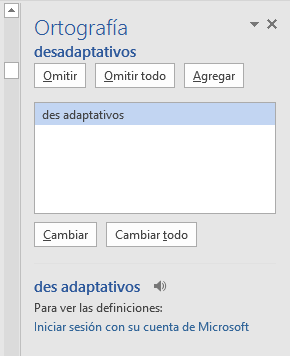 Ortografía
desadaptativos
Omitir Omitir todo Agregar
des adaptativos
Cambiar Cambiar todo
des adaptativos
Para ver las definiciones:
Iniciar sesión con su cuenta de Microsoft